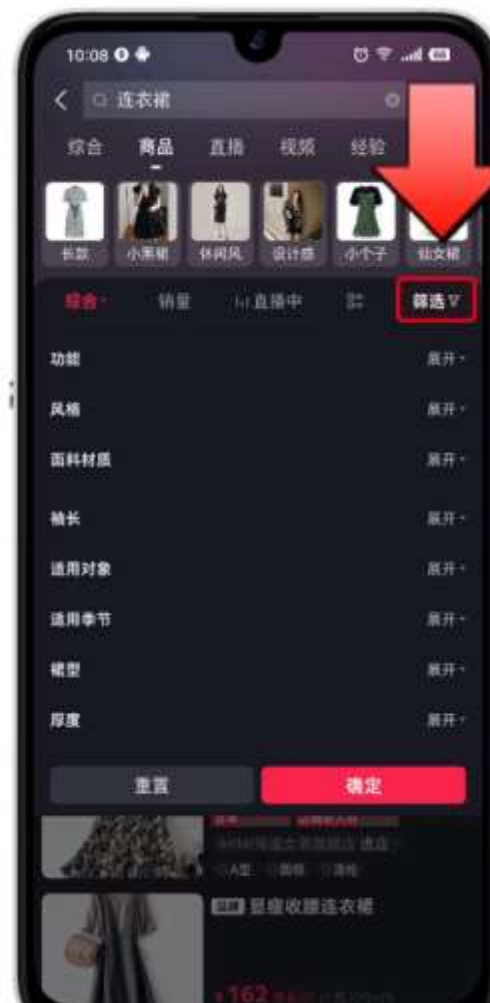 10:08
连衣裙
综合 商品 直播 视频 经验
长款 小黑裙 休闲风 设计感 小个子 仙女裙
综合 销量 直播中 筛选
功能 展开
风格 展开
面料材质 展开
袖长 展开
适用对象 展开
适用季节 展开
裙型 展开
厚度 展开
重置 确定
A型
显瘦收腰连衣裙
162